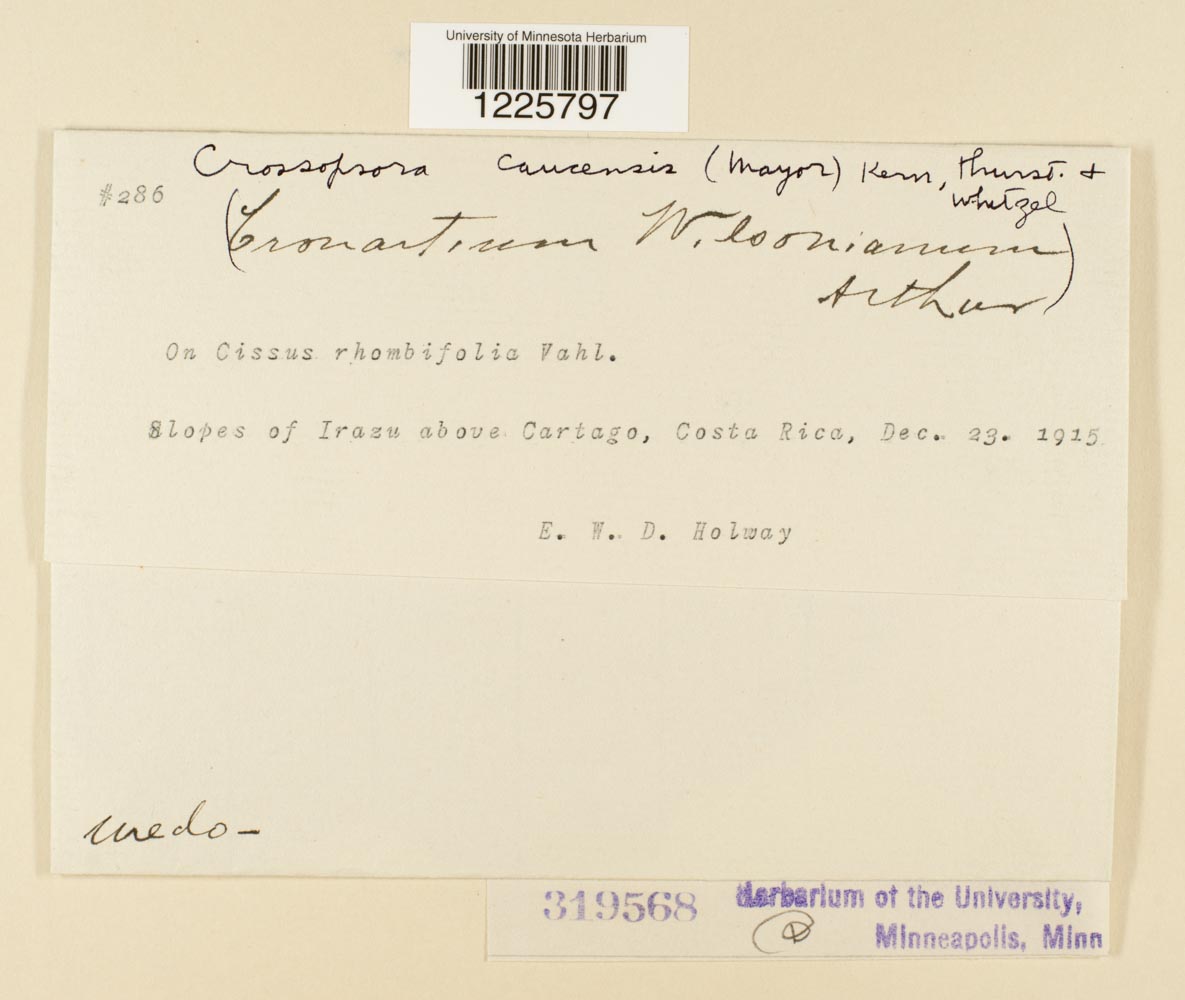 University of Minnesota Herbarium
1225797
Crossopsora caucensis (Mayor) Kern, Thurst. &
Whetzel
#286
(Cronartium Wilsonianum
Arthur)
On Cissus rhombifolia Vahl.
Slopes of Irazu above Cartago, Costa Rica, Dec. 23. 1915
E. W. D. Holway
uredo-
319568
Herbarium of the University,
Minneapolis, Minn